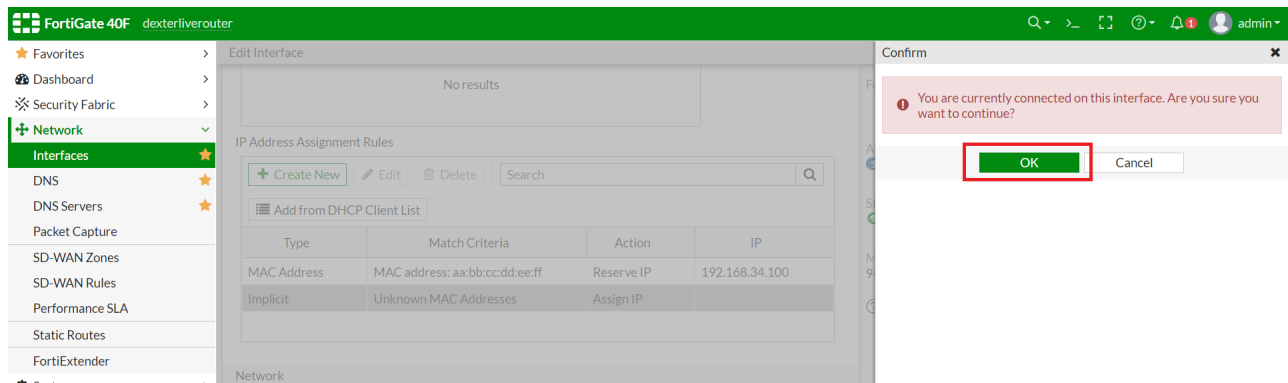 FortiGate 40F dexterliverouter
admin
1
Favorites
Dashboard
Security Fabric
Network
Interfaces
DNS
DNS Servers
Packet Capture
SD-WAN Zones
SD-WAN Rules
Performance SLA
Static Routes
FortiExtender
Edit Interface
No results
IP Address Assignment Rules
Create New Edit Delete Search
Add from DHCP Client List
Type Match Criteria Action IP
MAC Address MAC address: aa:bb:cc:dd:ee:ff Reserve IP 192.168.34.100
Implicit Unknown MAC Addresses Assign IP
Network
Confirm
You are currently connected on this interface. Are you sure you
want to continue?
OK Cancel